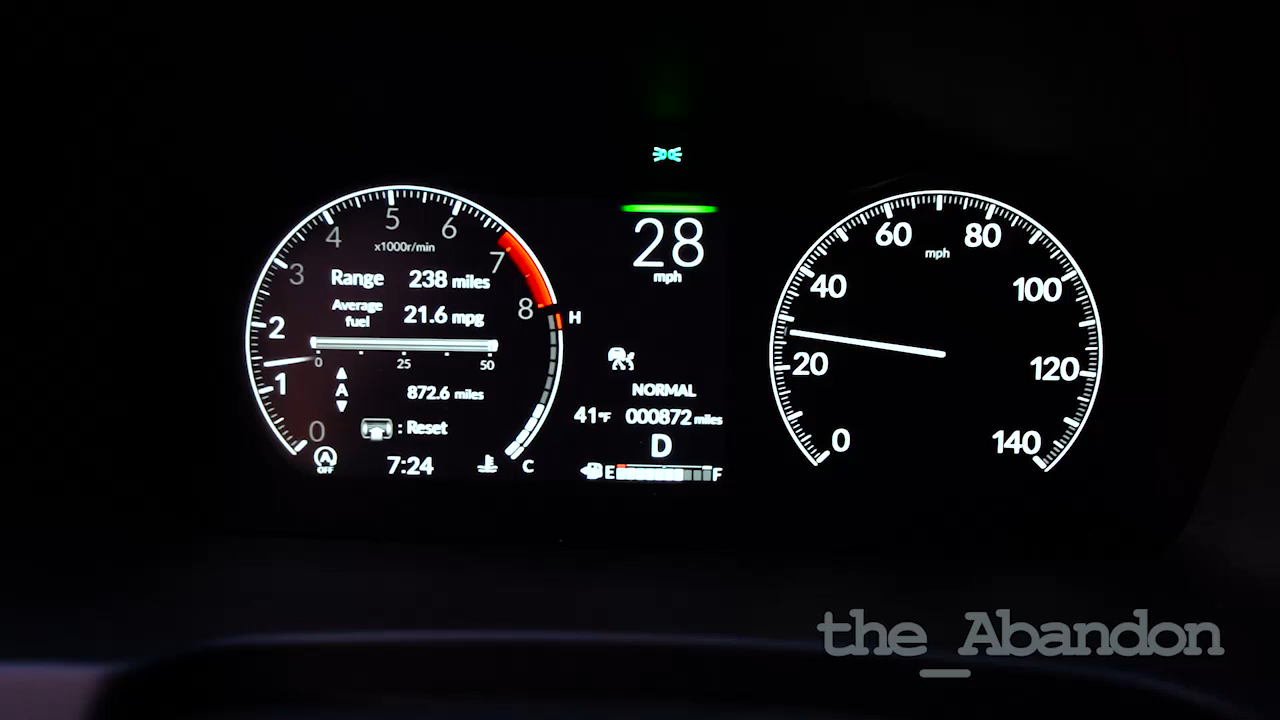 5
4
6
x1000r/min
3
7
Range 238 miles
8
Average fuel 21.6 mpg
H
2
0 25 50
1
A 872.6 miles
0
: Reset
A
OFF
7:24
C
28
mph
NORMAL
41°F 000872 miles
D
E F
60 80
mph
40 100
20 120
0 140
the_Abandon